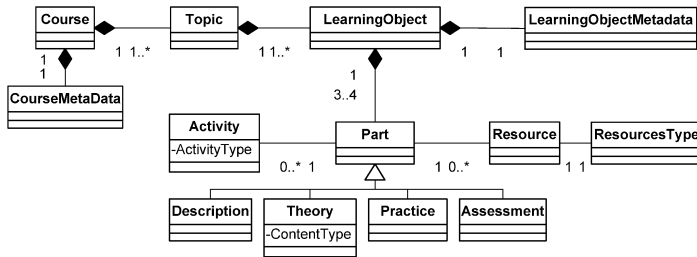 Course
Topic
LearningObject
LearningObjectMetadata
1 1..*
1 1..*
1 1
1
1
1
3..4
CourseMetaData
Activity
-ActivityType
Part
Resource
ResourcesType
0..* 1
1 0..*
1 1
Description
Theory
-ContentType
Practice
Assessment